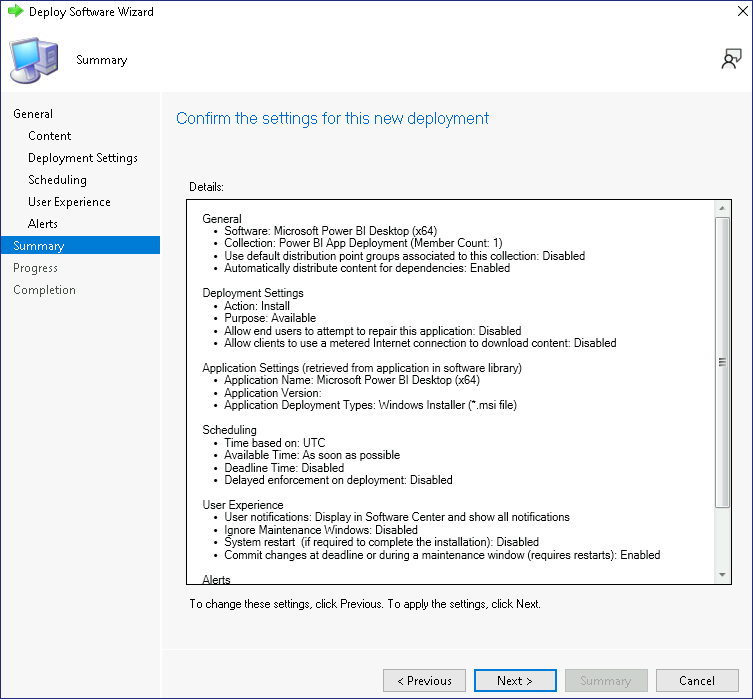 Deploy Software Wizard
Summary
General
Content
Deployment Settings
Scheduling
User Experience
Alerts
Summary
Progress
Completion
Confirm the settings for this new deployment
Details:
General
• Software: Microsoft Power BI Desktop (x64)
• Collection: Power BI App Deployment (Member Count: 1)
• Use default distribution point groups associated to this collection: Disabled
• Automatically distribute content for dependencies: Enabled
Deployment Settings
• Action: Install
• Purpose: Available
• Allow end users to attempt to repair this application: Disabled
• Allow clients to use a metered Internet connection to download content: Disabled
Application Settings (retrieved from application in software library)
• Application Name: Microsoft Power BI Desktop (x64)
• Application Version:
• Application Deployment Types: Windows Installer (*.msi file)
Scheduling
• Time based on: UTC
• Available Time: As soon as possible
• Deadline Time: Disabled
• Delayed enforcement on deployment: Disabled
User Experience
• User notifications: Display in Software Center and show all notifications
• Ignore Maintenance Windows: Disabled
• System restart  (if required to complete the installation): Disabled
• Commit changes at deadline or during a maintenance window (requires restarts): Enabled
Alerts
To change these settings, click Previous. To apply the settings, click Next.
< Previous
Next >
Summary
Cancel